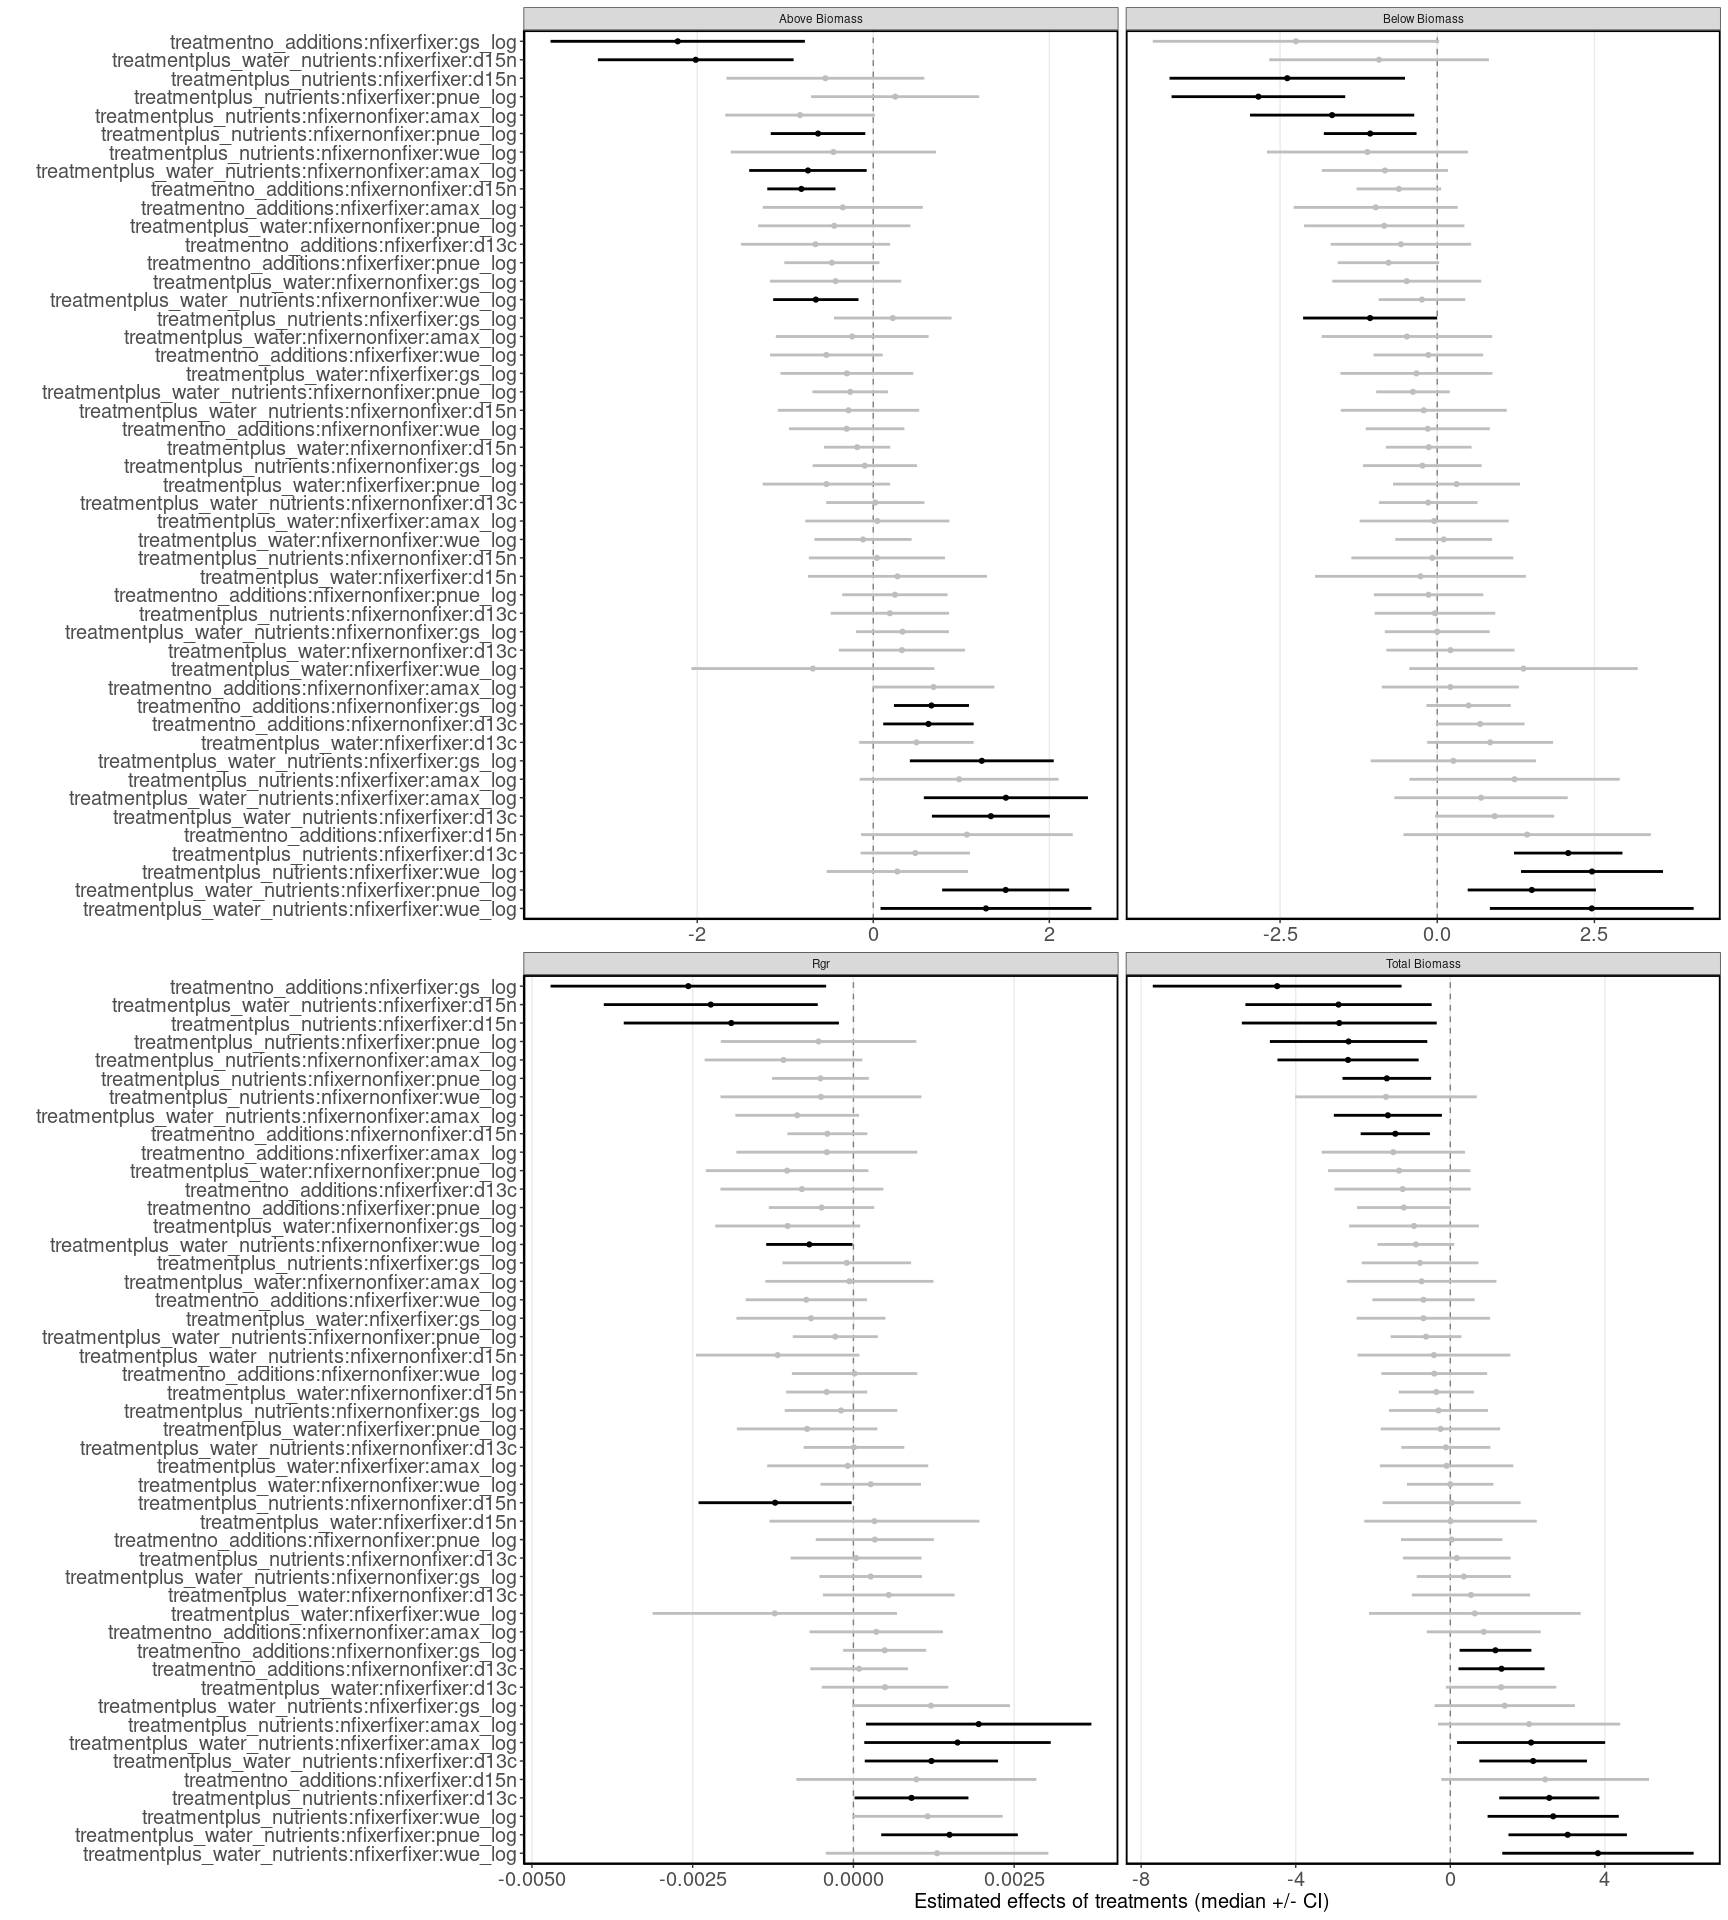 Above Biomass
Below Biomass
treatmentno_additions:nfixerfixer:gs_log
treatmentplus_water_nutrients:nfixerfixer:d15n
treatmentplus_nutrients:nfixerfixer:d15n
treatmentplus_nutrients:nfixerfixer:pnue_log
treatmentplus_nutrients:nfixernonfixer:amax_log
treatmentplus_nutrients:nfixernonfixer:pnue_log
treatmentplus_nutrients:nfixernonfixer:wue_log
treatmentplus_water_nutrients:nfixernonfixer:amax_log
treatmentno_additions:nfixernonfixer:d15n
treatmentno_additions:nfixerfixer:amax_log
treatmentplus_water:nfixernonfixer:pnue_log
treatmentno_additions:nfixerfixer:d13c
treatmentno_additions:nfixerfixer:pnue_log
treatmentplus_water:nfixernonfixer:gs_log
treatmentplus_water_nutrients:nfixernonfixer:wue_log
treatmentplus_nutrients:nfixerfixer:gs_log
treatmentplus_water:nfixernonfixer:amax_log
treatmentno_additions:nfixerfixer:wue_log
treatmentplus_water:nfixerfixer:gs_log
treatmentplus_water_nutrients:nfixernonfixer:pnue_log
treatmentplus_water_nutrients:nfixernonfixer:d15n
treatmentno_additions:nfixernonfixer:wue_log
treatmentplus_water:nfixernonfixer:d15n
treatmentplus_nutrients:nfixernonfixer:gs_log
treatmentplus_water:nfixerfixer:pnue_log
treatmentplus_water_nutrients:nfixernonfixer:d13c
treatmentplus_water:nfixerfixer:amax_log
treatmentplus_water:nfixernonfixer:wue_log
treatmentplus_nutrients:nfixernonfixer:d15n
treatmentplus_water:nfixerfixer:d15n
treatmentno_additions:nfixernonfixer:pnue_log
treatmentplus_nutrients:nfixernonfixer:d13c
treatmentplus_water_nutrients:nfixernonfixer:gs_log
treatmentplus_water:nfixernonfixer:d13c
treatmentplus_water:nfixerfixer:wue_log
treatmentno_additions:nfixernonfixer:amax_log
treatmentno_additions:nfixernonfixer:gs_log
treatmentno_additions:nfixernonfixer:d13c
treatmentplus_water:nfixerfixer:d13c
treatmentplus_water_nutrients:nfixerfixer:gs_log
treatmentplus_nutrients:nfixerfixer:amax_log
treatmentplus_water_nutrients:nfixerfixer:amax_log
treatmentplus_water_nutrients:nfixerfixer:d13c
treatmentno_additions:nfixerfixer:d15n
treatmentplus_nutrients:nfixerfixer:d13c
treatmentplus_nutrients:nfixerfixer:wue_log
treatmentplus_water_nutrients:nfixerfixer:pnue_log
treatmentplus_water_nutrients:nfixerfixer:wue_log
-2 0 2
-2.5 0.0 2.5
Rgr
Total Biomass
treatmentno_additions:nfixerfixer:gs_log
treatmentplus_water_nutrients:nfixerfixer:d15n
treatmentplus_nutrients:nfixerfixer:d15n
treatmentplus_nutrients:nfixerfixer:pnue_log
treatmentplus_nutrients:nfixernonfixer:amax_log
treatmentplus_nutrients:nfixernonfixer:pnue_log
treatmentplus_nutrients:nfixernonfixer:wue_log
treatmentplus_water_nutrients:nfixernonfixer:amax_log
treatmentno_additions:nfixernonfixer:d15n
treatmentno_additions:nfixerfixer:amax_log
treatmentplus_water:nfixernonfixer:pnue_log
treatmentno_additions:nfixerfixer:d13c
treatmentno_additions:nfixerfixer:pnue_log
treatmentplus_water:nfixernonfixer:gs_log
treatmentplus_water_nutrients:nfixernonfixer:wue_log
treatmentplus_nutrients:nfixerfixer:gs_log
treatmentplus_water:nfixernonfixer:amax_log
treatmentno_additions:nfixerfixer:wue_log
treatmentplus_water:nfixerfixer:gs_log
treatmentplus_water_nutrients:nfixernonfixer:pnue_log
treatmentplus_water_nutrients:nfixernonfixer:d15n
treatmentno_additions:nfixernonfixer:wue_log
treatmentplus_water:nfixernonfixer:d15n
treatmentplus_nutrients:nfixernonfixer:gs_log
treatmentplus_water:nfixerfixer:pnue_log
treatmentplus_water_nutrients:nfixernonfixer:d13c
treatmentplus_water:nfixerfixer:amax_log
treatmentplus_water:nfixernonfixer:wue_log
treatmentplus_nutrients:nfixernonfixer:d15n
treatmentplus_water:nfixerfixer:d15n
treatmentno_additions:nfixernonfixer:pnue_log
treatmentplus_nutrients:nfixernonfixer:d13c
treatmentplus_water_nutrients:nfixernonfixer:gs_log
treatmentplus_water:nfixernonfixer:d13c
treatmentplus_water:nfixerfixer:wue_log
treatmentno_additions:nfixernonfixer:amax_log
treatmentno_additions:nfixernonfixer:gs_log
treatmentno_additions:nfixernonfixer:d13c
treatmentplus_water:nfixerfixer:d13c
treatmentplus_water_nutrients:nfixerfixer:gs_log
treatmentplus_nutrients:nfixerfixer:amax_log
treatmentplus_water_nutrients:nfixerfixer:amax_log
treatmentplus_water_nutrients:nfixerfixer:d13c
treatmentno_additions:nfixerfixer:d15n
treatmentplus_nutrients:nfixerfixer:d13c
treatmentplus_nutrients:nfixerfixer:wue_log
treatmentplus_water_nutrients:nfixerfixer:pnue_log
treatmentplus_water_nutrients:nfixerfixer:wue_log
-0.0050 -0.0025 0.0000 0.0025
-8 -4 0 4
Estimated effects of treatments (median +/- CI)